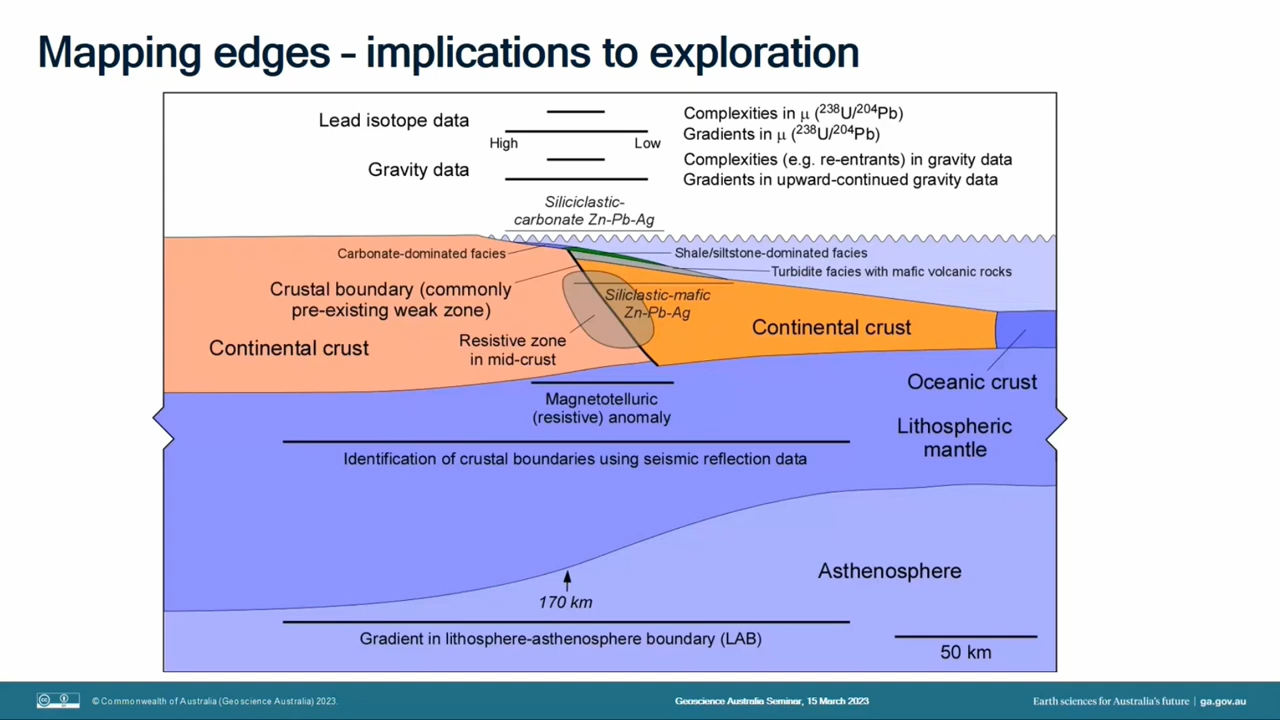 Mapping edges – implications to exploration
Lead isotope data
Complexities in µ (²³⁸U/²⁰⁴Pb)
Gradients in µ (²³⁸U/²⁰⁴Pb)
High
Low
Gravity data
Complexities (e.g. re-entrants) in gravity data
Gradients in upward-continued gravity data
Siliciclastic-
carbonate Zn-Pb-Ag
Carbonate-dominated facies
Shale/siltstone-dominated facies
Turbidite facies with mafic volcanic rocks
Crustal boundary (commonly
pre-existing weak zone)
Siliclastic-mafic
Zn-Pb-Ag
Continental crust
Resistive zone
in mid-crust
Continental crust
Oceanic crust
Magnetotelluric
(resistive) anomaly
Lithospheric
mantle
Identification of crustal boundaries using seismic reflection data
Asthenosphere
170 km
Gradient in lithosphere-asthenosphere boundary (LAB)
50 km
© Commonwealth of Australia (Geoscience Australia) 2023.
Geoscience Australia Seminar, 15 March 2023
Earth sciences for Australia's future | ga.gov.au